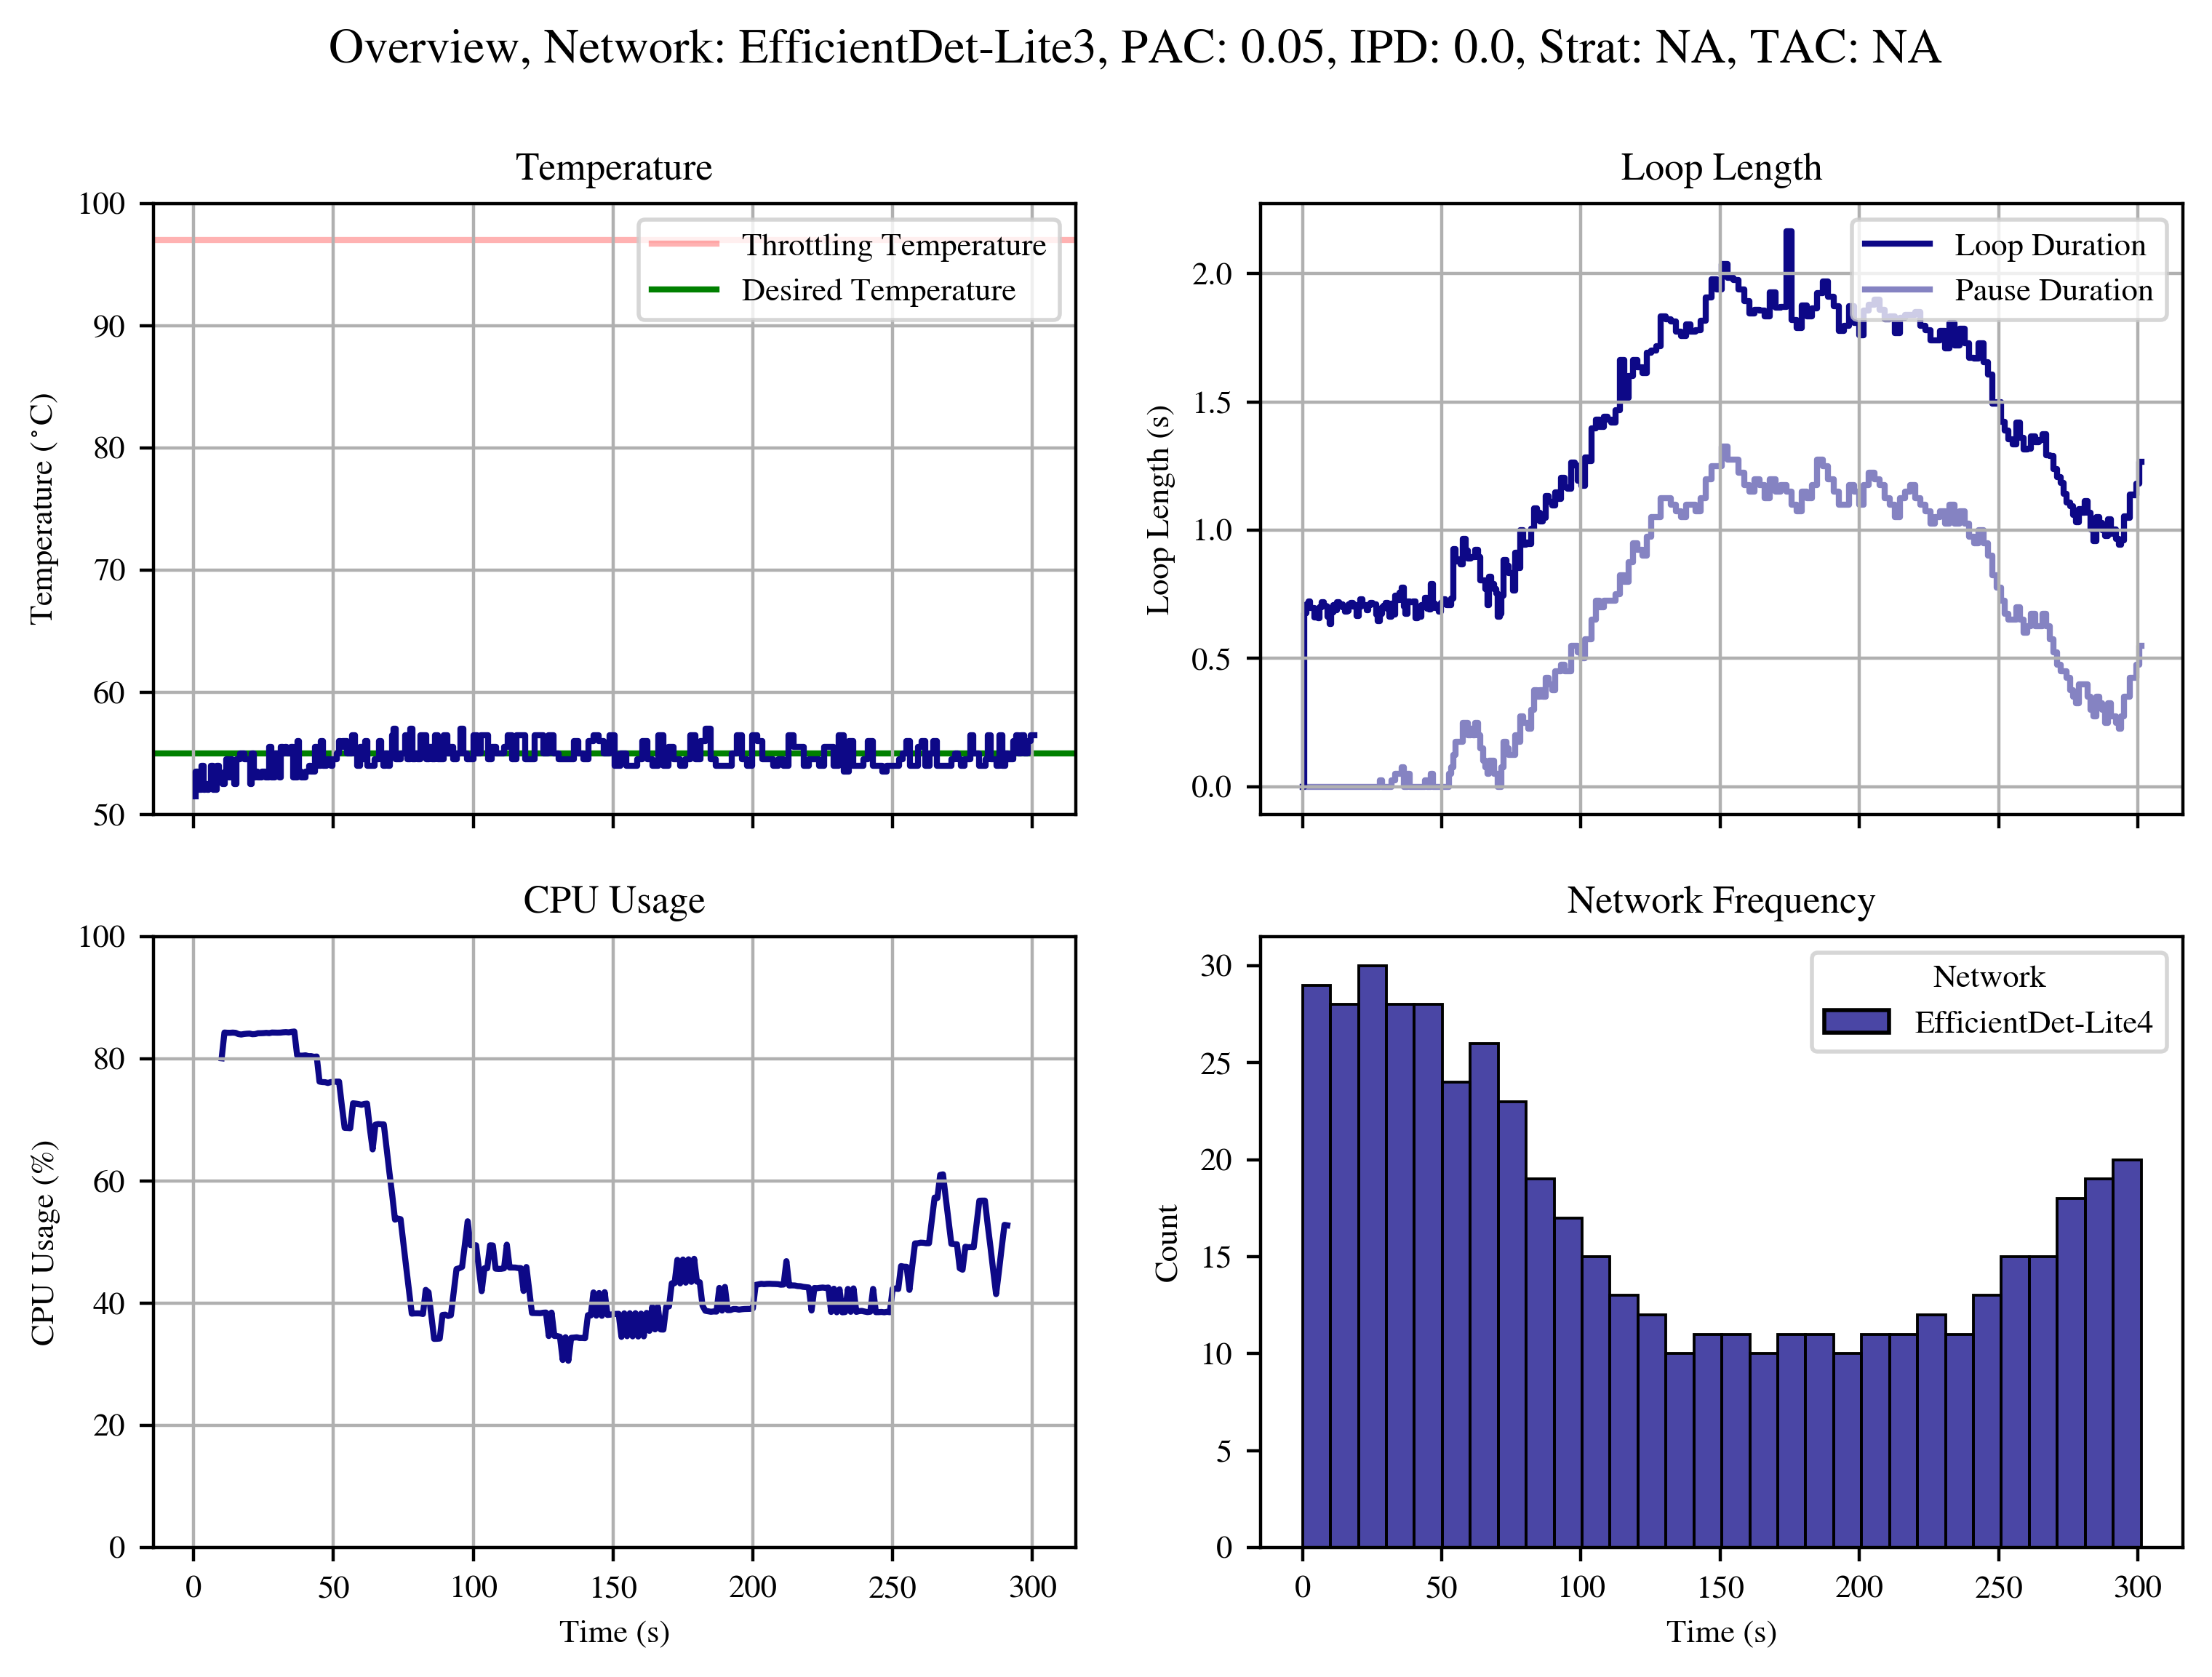 Overview, Network: EfficientDet-Lite3, PAC: 0.05, IPD: 0.0, Strat: NA, TAC: NA
Temperature
100
90
80
70
60
50
Temperature (°C)
Throttling Temperature
Desired Temperature
Loop Length
2.0
1.5
1.0
0.5
0.0
Loop Length (s)
Loop Duration
Pause Duration
CPU Usage
100
80
60
40
20
0
CPU Usage (%)
0 50 100 150 200 250 300
Time (s)
Network Frequency
30
25
20
15
10
5
0
Count
Network
EfficientDet-Lite4
0 50 100 150 200 250 300
Time (s)